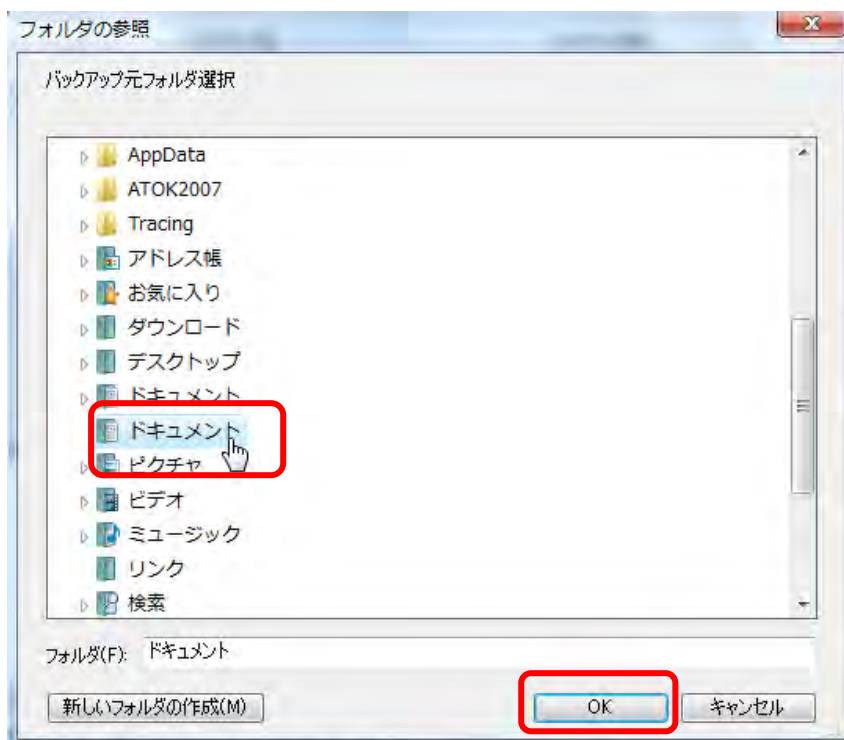 フォルダの参照
バックアップ元フォルダ選択
AppData
ATOK2007
Tracing
アドレス帳
お気に入り
ダウンロード
デスクトップ
ドキュメント
ドキュメント
ピクチャ
ビデオ
ミュージック
リンク
検索
フォルダ(F): ドキュメント
新しいフォルダの作成(M) OK キャンセル